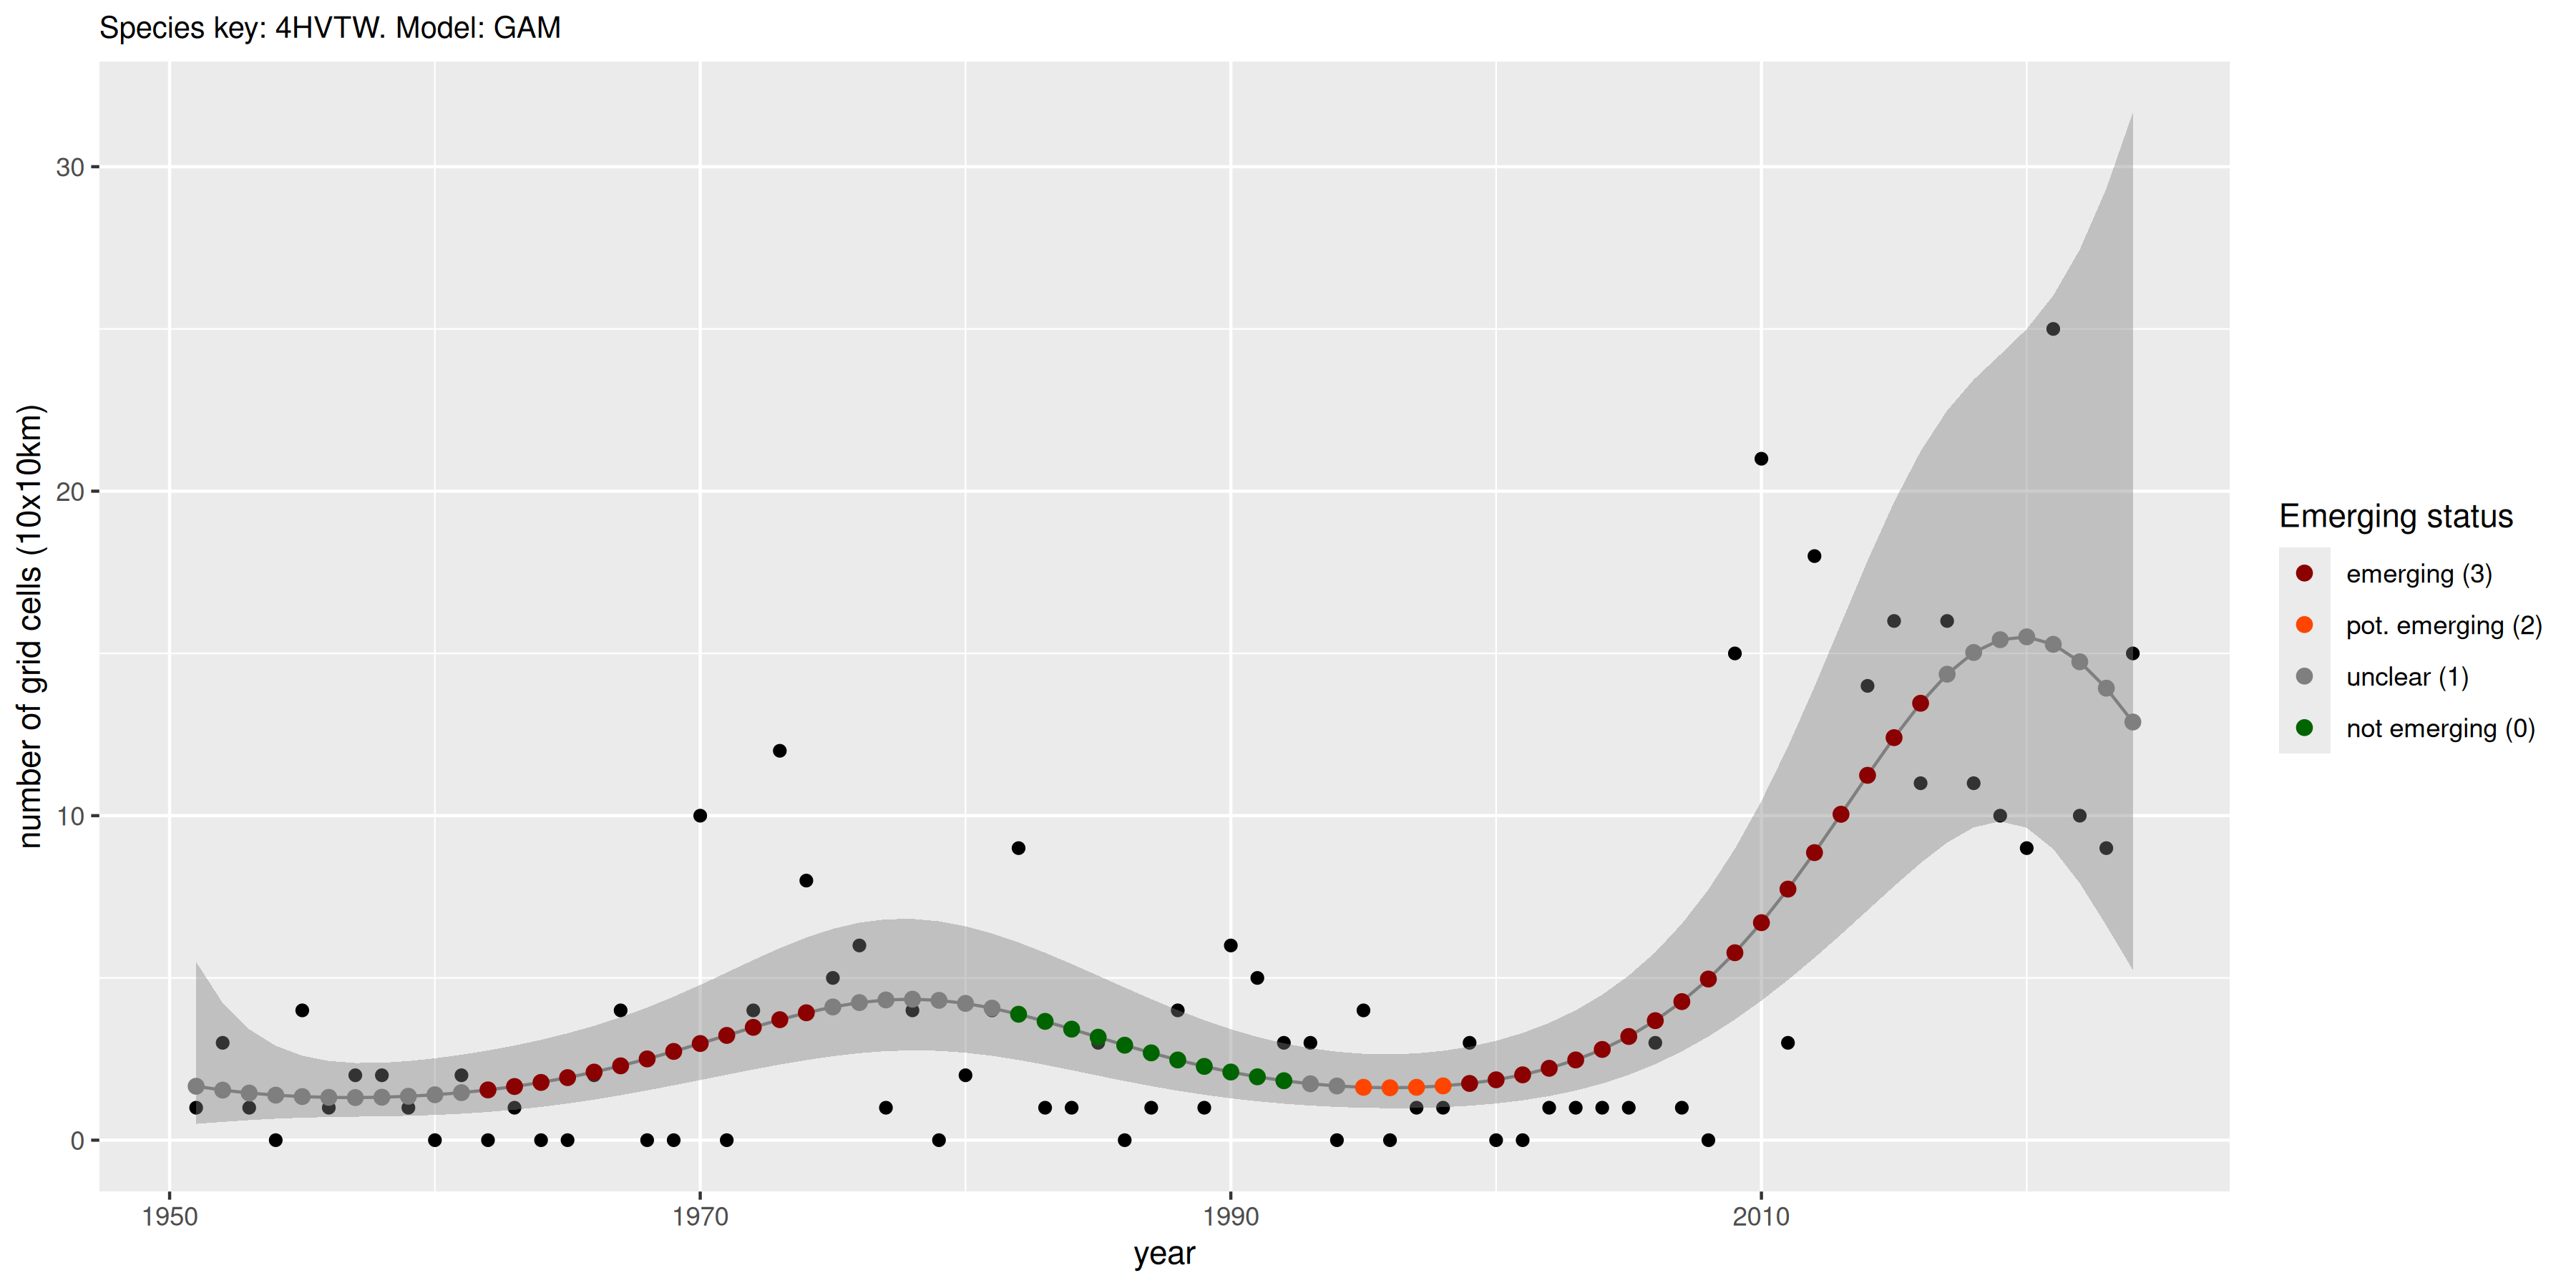 Species key: 4HVTW. Model: GAM
number of grid cells (10x10km)
30
20
10
0
1950
1970
1990
2010
year
Emerging status
emerging (3)
pot. emerging (2)
unclear (1)
not emerging (0)